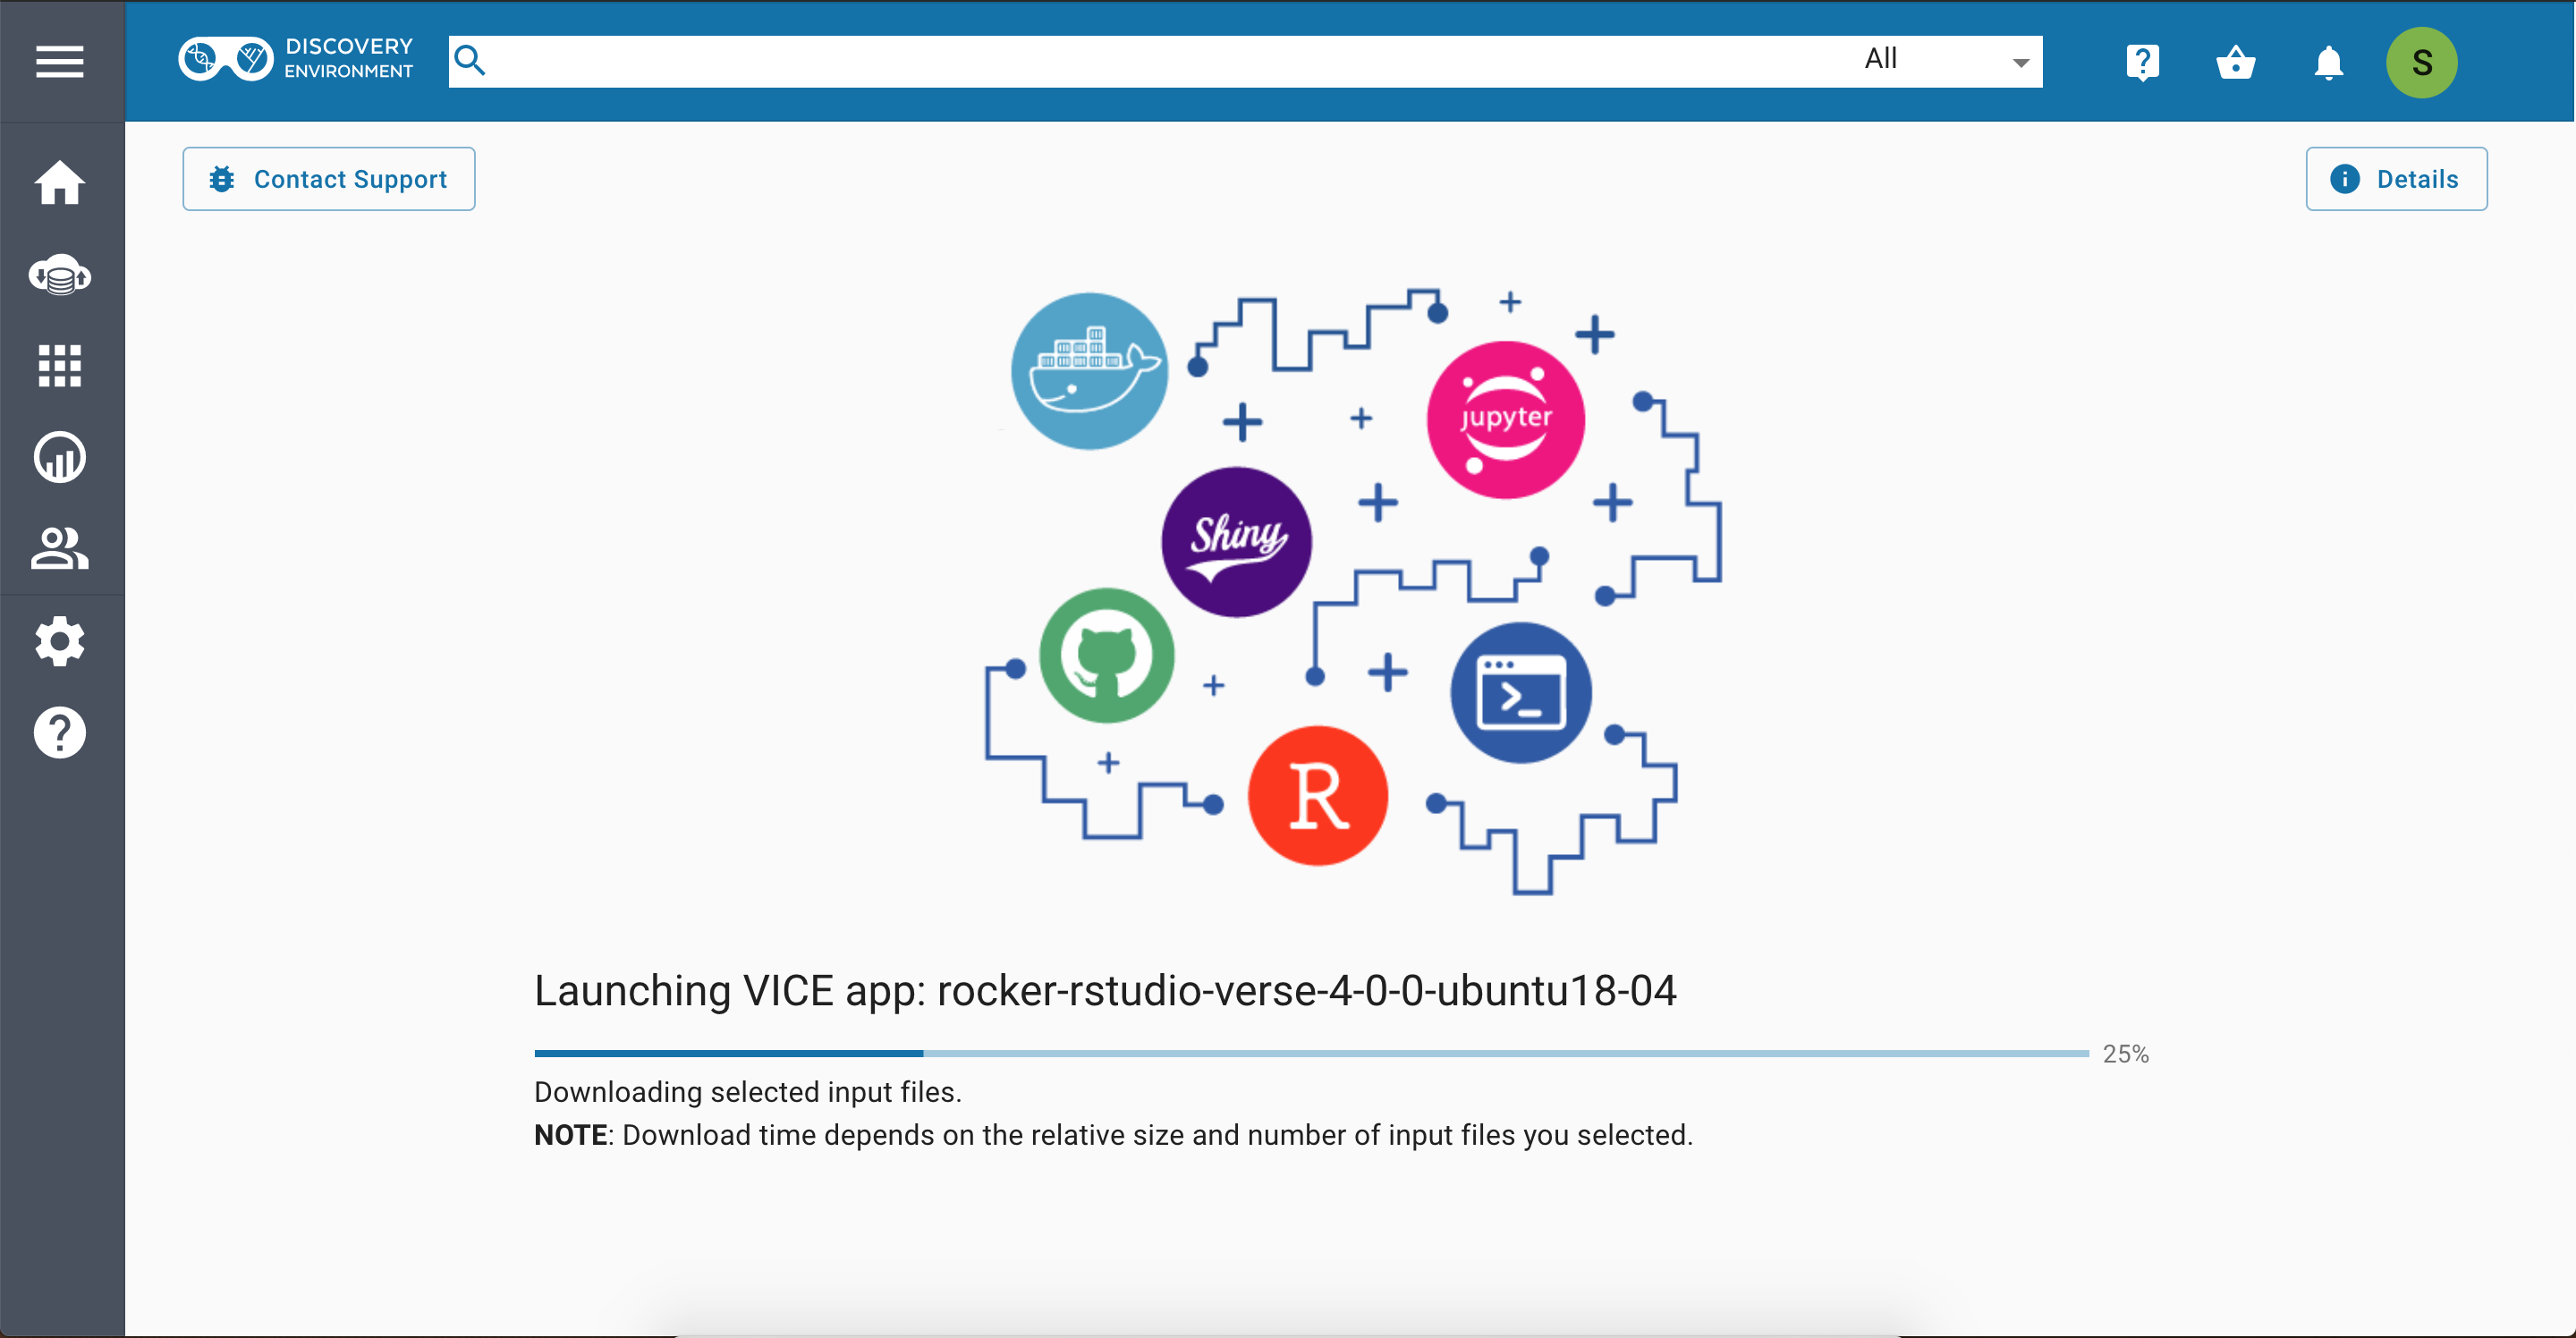 DISCOVERY
ENVIRONMENT
All
S
Contact Support
Details
jupyter
Shiny
R
Launching VICE app: rocker-rstudio-verse-4-0-0-ubuntu18-04
25%
Downloading selected input files.
NOTE: Download time depends on the relative size and number of input files you selected.